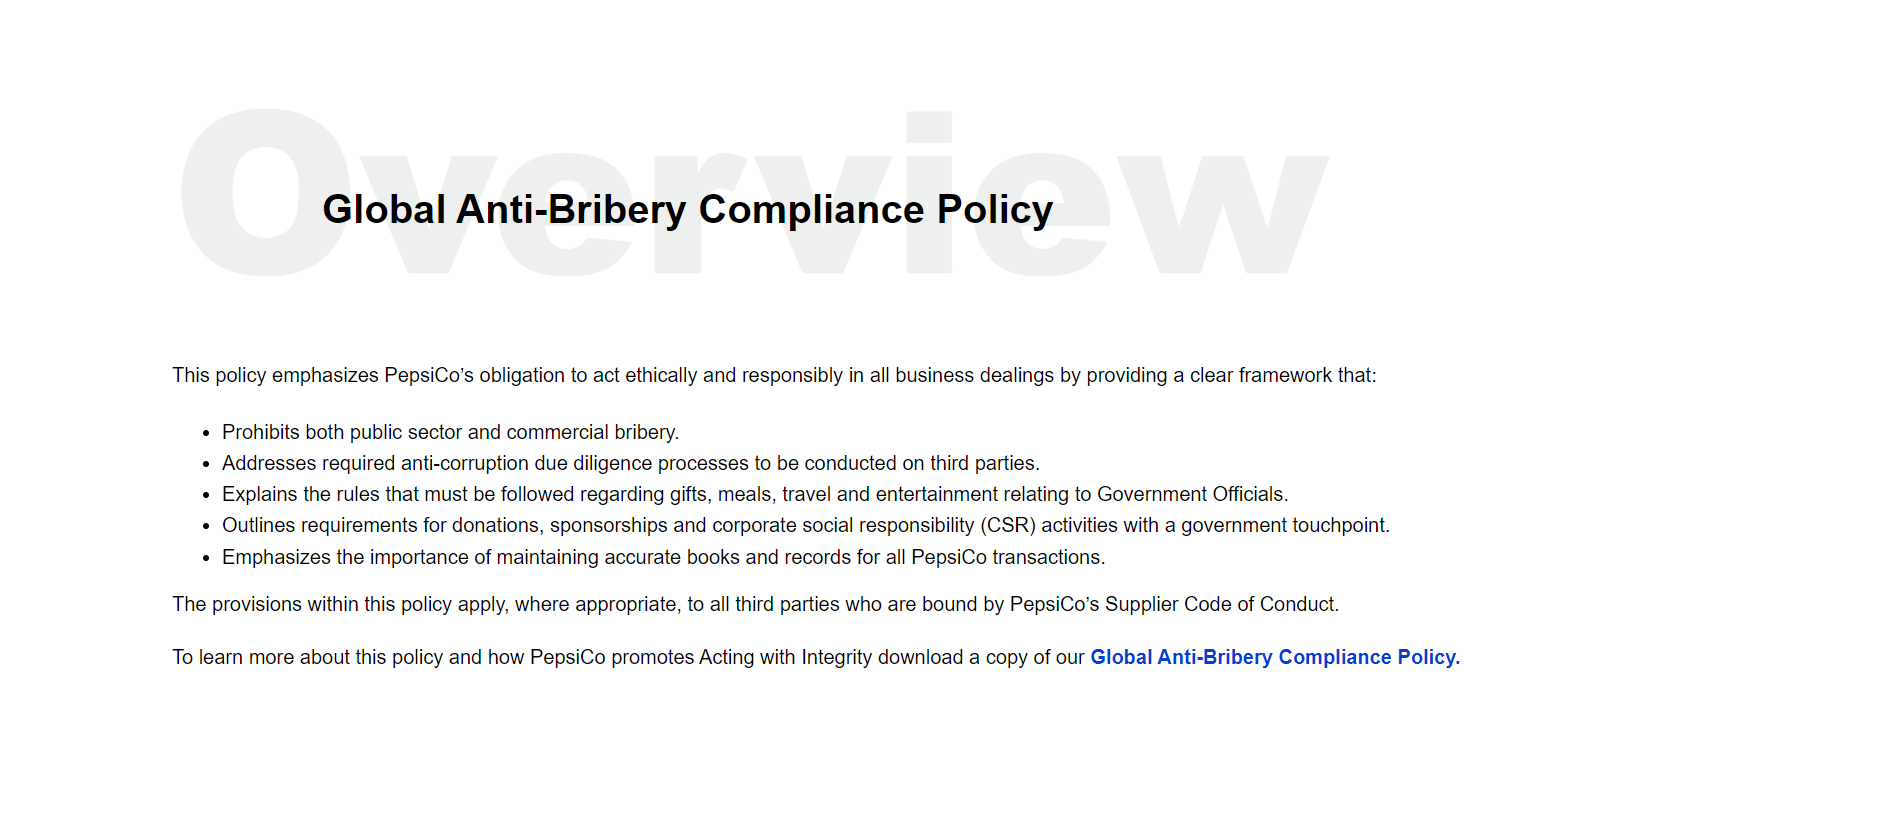 Overview
Global Anti-Bribery Compliance Policy
This policy emphasizes PepsiCo’s obligation to act ethically and responsibly in all business dealings by providing a clear framework that:
• Prohibits both public sector and commercial bribery.
• Addresses required anti-corruption due diligence processes to be conducted on third parties.
• Explains the rules that must be followed regarding gifts, meals, travel and entertainment relating to Government Officials.
• Outlines requirements for donations, sponsorships and corporate social responsibility (CSR) activities with a government touchpoint.
• Emphasizes the importance of maintaining accurate books and records for all PepsiCo transactions.
The provisions within this policy apply, where appropriate, to all third parties who are bound by PepsiCo’s Supplier Code of Conduct.
To learn more about this policy and how PepsiCo promotes Acting with Integrity download a copy of our Global Anti-Bribery Compliance Policy.